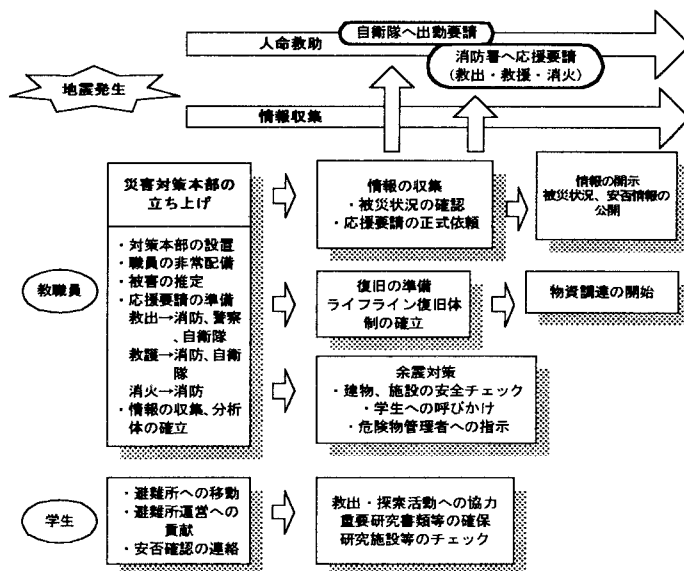 自衛隊へ出動要請
人命救助
消防署へ応援要請
(救出・救援・消火)
地震発生
情報収集
災害対策本部の
立ち上げ
・対策本部の設置
・職員の非常配備
・被害の推定
・応援要請の準備
救出→消防、警察
、自衛隊
救護→消防、自衛
隊
消火→消防
・情報の収集、分析
体の確立
情報の収集
・被災状況の確認
・応援要請の正式依頼
情報の開示
被災状況、安否情報の
公開
教職員
復旧の準備
ライフライン復旧体
制の確立
物資調達の開始
余震対策
・建物、施設の安全チェック
・学生への呼びかけ
・危険物管理者への指示
学生
・避難所への移動
・避難所運営への
貢献
・安否確認の連絡
救出・探索活動への協力
重要研究書類等の確保
研究施設等のチェック